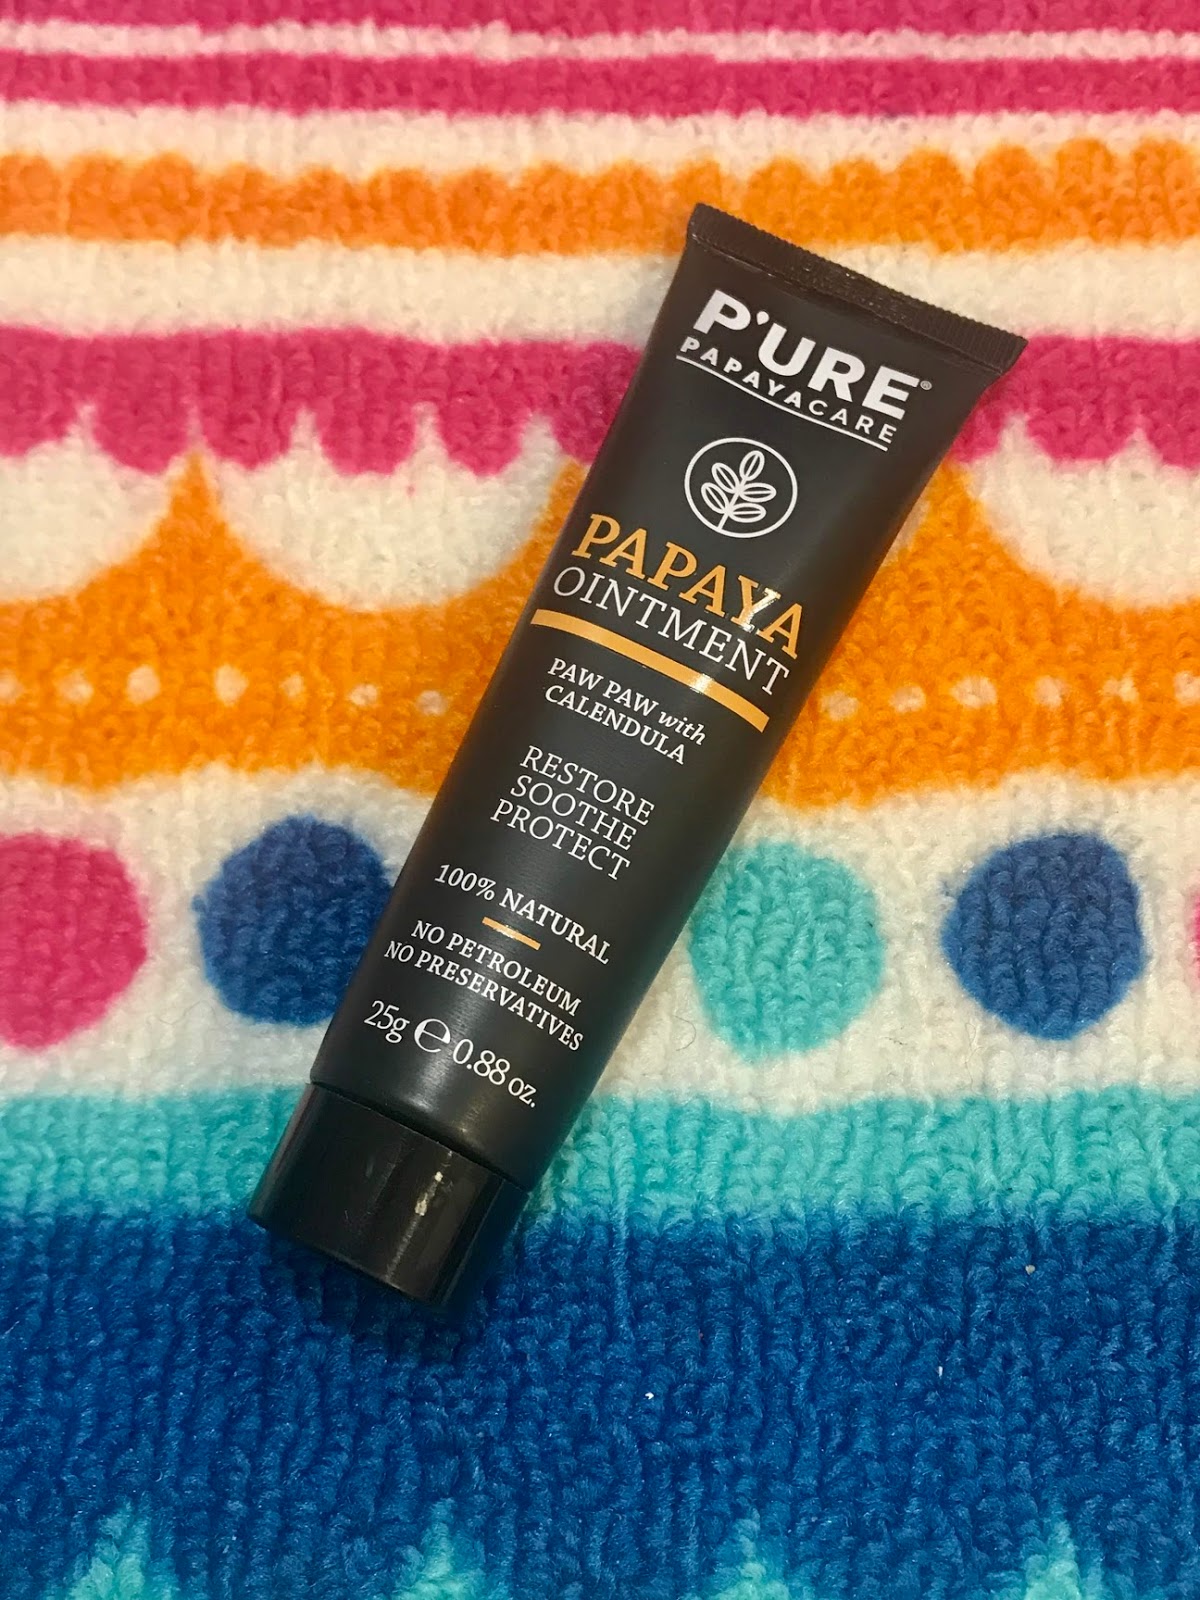 P'URE®
PAPAYACARE
PAPAYA
OINTMENT
PAW PAW with
CALENDULA
RESTORE
SOOTHE
PROTECT
100% NATURAL
NO PETROLEUM
NO PRESERVATIVES
25g ℮ 0.88 oz.